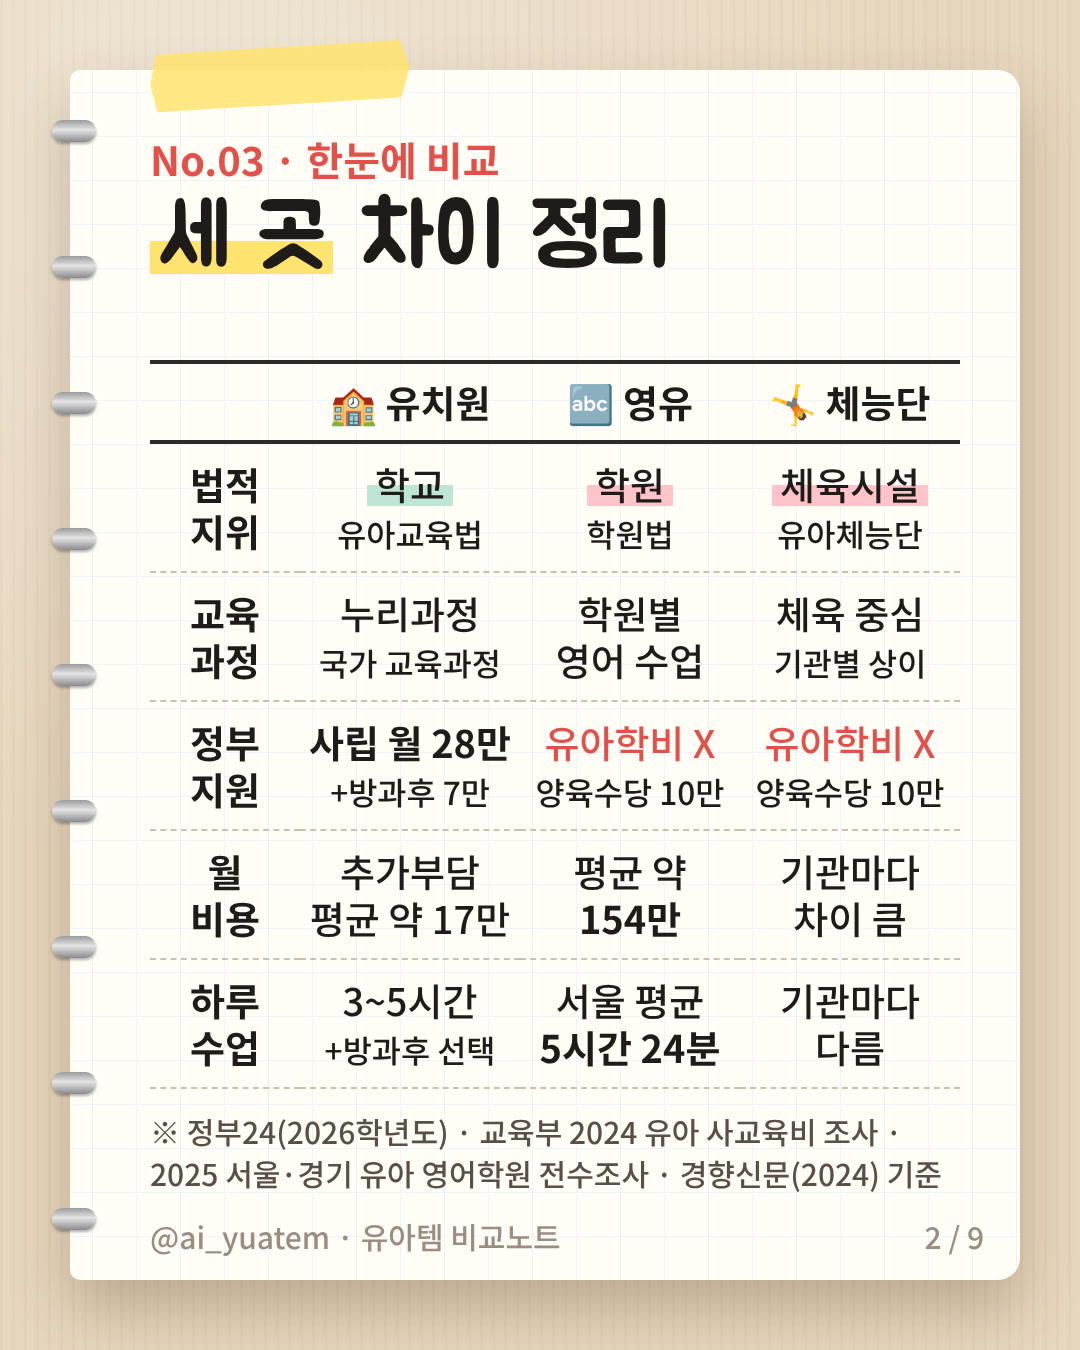 No.03 · 한눈에 비교
세 곳 차이 정리
🏫 유치원 🔤 영유 🤸 체능단
법적 지위 학교 유아교육법 학원 학원법 체육시설 유아체능단
교육 과정 누리과정 국가 교육과정 학원별 영어 수업 체육 중심 기관별 상이
정부 지원 사립 월 28만 +방과후 7만 유아학비 X 양육수당 10만 유아학비 X 양육수당 10만
월 비용 추가부담 평균 약 17만 평균 약 154만 기관마다 차이 큼
하루 수업 3~5시간 +방과후 선택 서울 평균 5시간 24분 기관마다 다름
※ 정부24(2026학년도) · 교육부 2024 유아 사교육비 조사 ·
2025 서울·경기 유아 영어학원 전수조사 · 경향신문(2024) 기준
@ai_yuatem · 유아템 비교노트 2 / 9